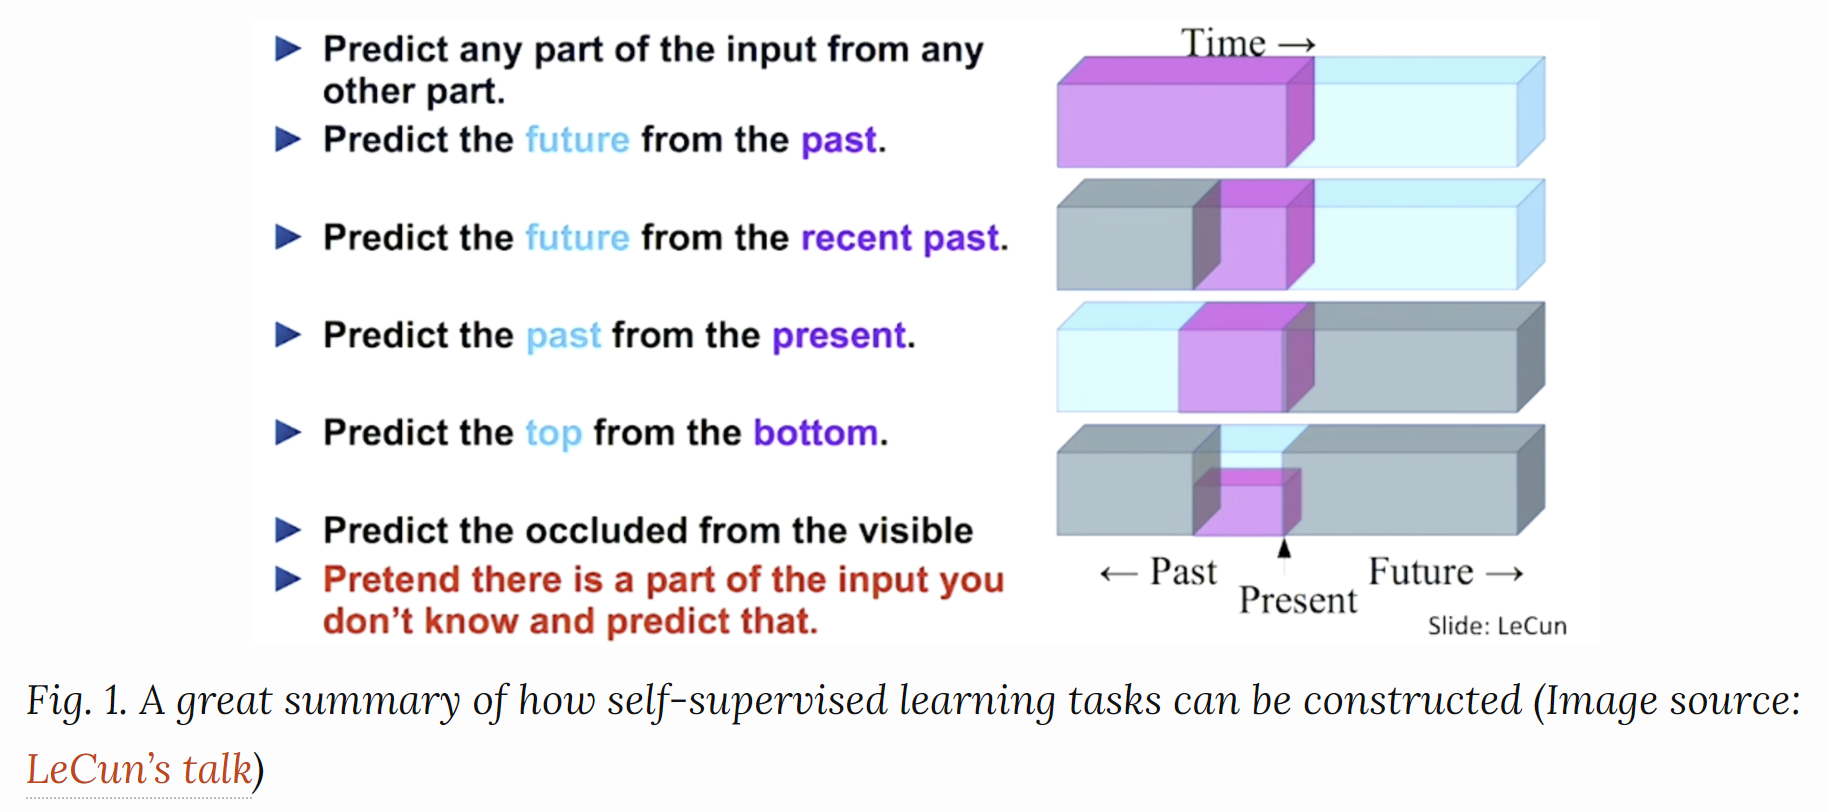 Predict any part of the input from any
other part.
Predict the future from the past.
Predict the future from the recent past.
Predict the past from the present.
Predict the top from the bottom.
Predict the occluded from the visible
Pretend there is a part of the input you
don't know and predict that.
Time →
← Past
Present
Future →
Slide: LeCun
Fig. 1. A great summary of how self-supervised learning tasks can be constructed (Image source:
LeCun's talk)